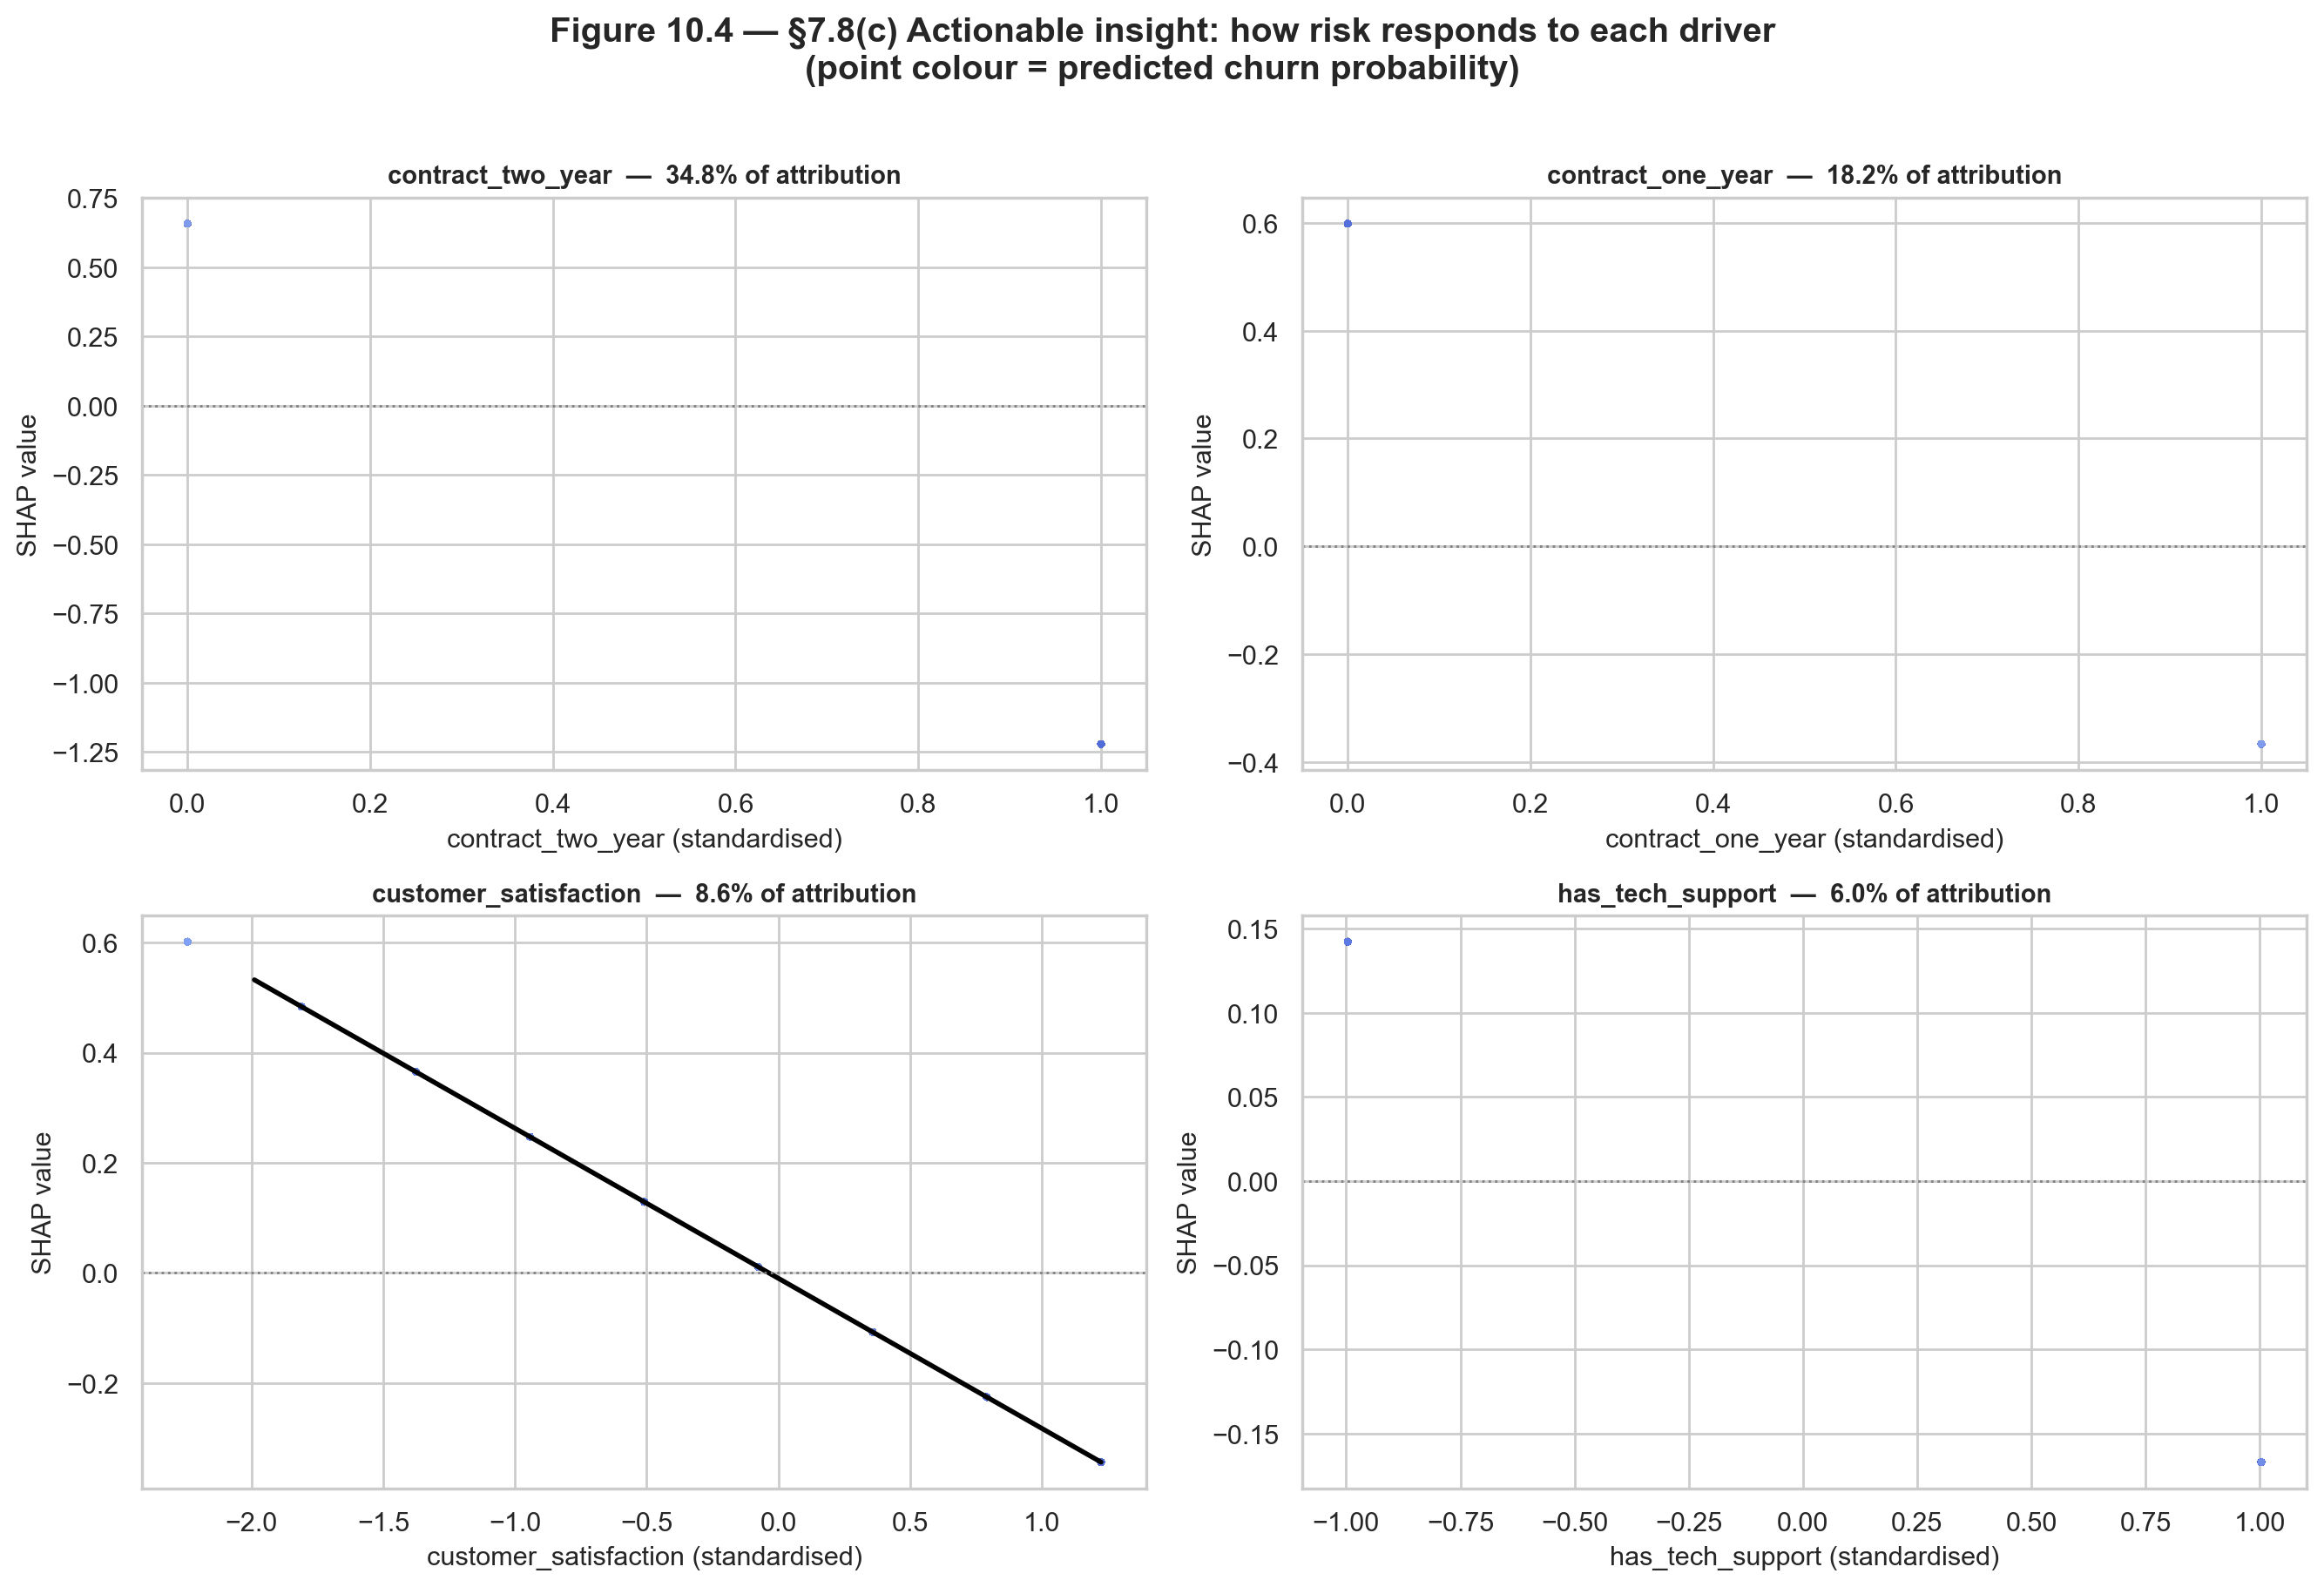 Figure 10.4 — §7.8(c) Actionable insight: how risk responds to each driver
(point colour = predicted churn probability)
contract_two_year — 34.8% of attribution
0.75
0.50
0.25
0.00
−0.25
−0.50
−0.75
−1.00
−1.25
SHAP value
0.0 0.2 0.4 0.6 0.8 1.0
contract_two_year (standardised)
contract_one_year — 18.2% of attribution
0.6
0.4
0.2
0.0
−0.2
−0.4
SHAP value
0.0 0.2 0.4 0.6 0.8 1.0
contract_one_year (standardised)
customer_satisfaction — 8.6% of attribution
0.6
0.4
0.2
0.0
−0.2
SHAP value
−2.0 −1.5 −1.0 −0.5 0.0 0.5 1.0
customer_satisfaction (standardised)
has_tech_support — 6.0% of attribution
0.15
0.10
0.05
0.00
−0.05
−0.10
−0.15
SHAP value
−1.00 −0.75 −0.50 −0.25 0.00 0.25 0.50 0.75 1.00
has_tech_support (standardised)